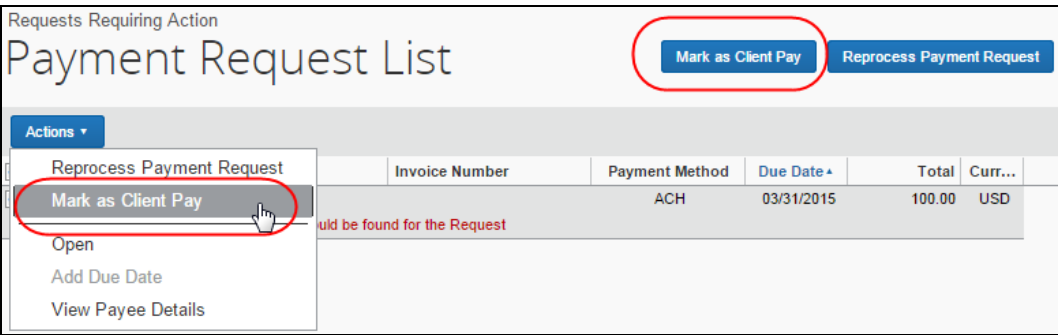 Requests Requiring Action
Payment Request List
Mark as Client Pay
Reprocess Payment Request
Actions ▾
Reprocess Payment Request
Mark as Client Pay
Open
Add Due Date
View Payee Details
Invoice Number Payment Method Due Date ▴ Total Curr...
ACH 03/31/2015 100.00 USD
be found for the Request